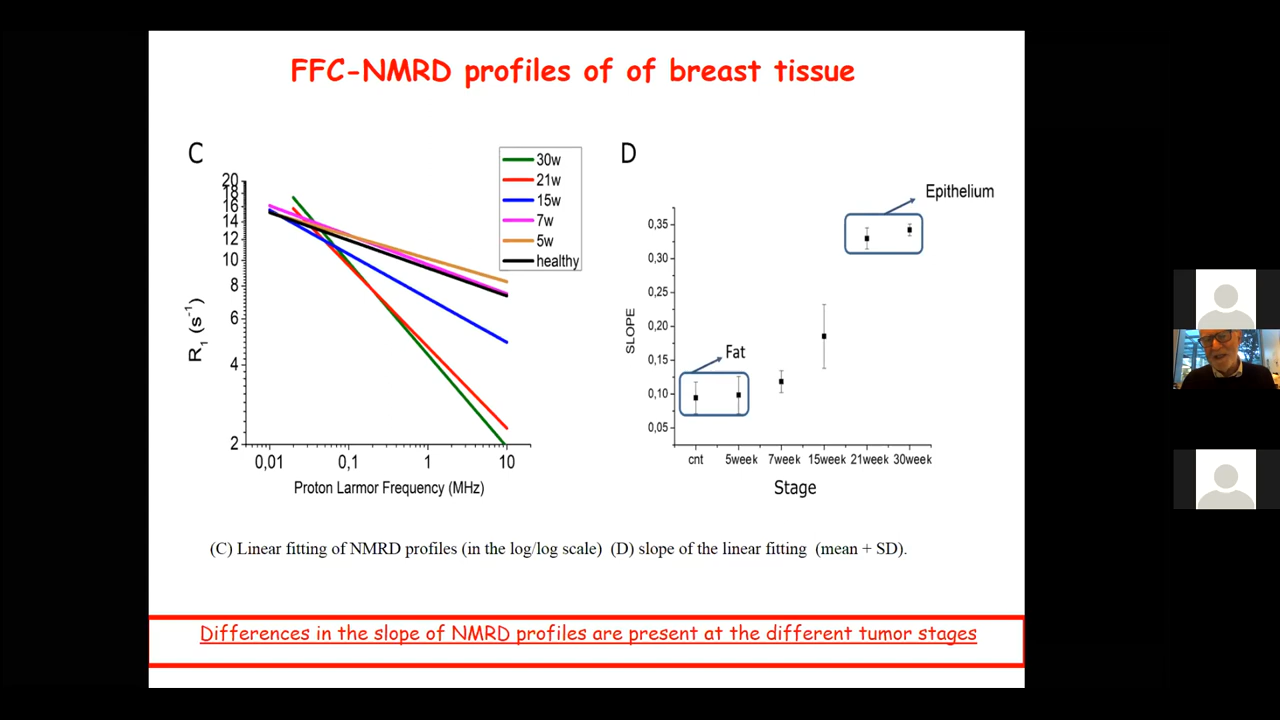 FFC-NMRD profiles of of breast tissue
C
20
18
16
14
12
10
8
6
4
2
R1 (s-1)
0,01
0,1
1
10
Proton Larmor Frequency (MHz)
30w
21w
15w
7w
5w
healthy
D
Epithelium
Fat
0,35
0,30
0,25
0,20
0,15
0,10
0,05
SLOPE
cnt
5week
7week
15week
21week
30week
Stage
(C) Linear fitting of NMRD profiles (in the log/log scale) (D) slope of the linear fitting (mean + SD).
Differences in the slope of NMRD profiles are present at the different tumor stages